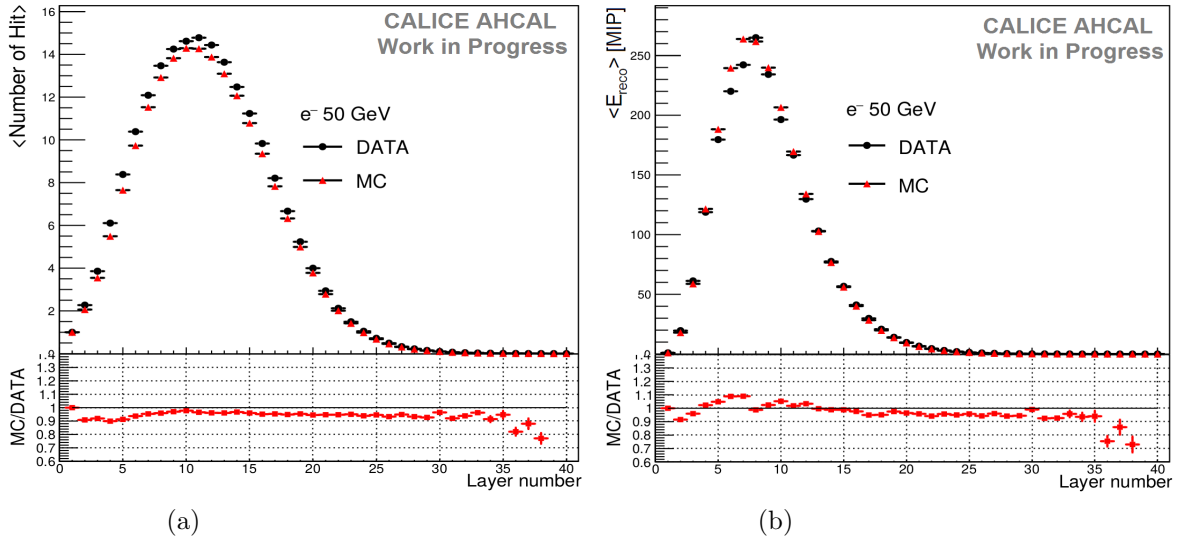 <Number of Hit>
16
14
12
10
8
6
4
2
0
CALICE AHCAL
Work in Progress
e⁻ 50 GeV
DATA
MC
MC/DATA
1.4
1.3
1.2
1.1
1
0.9
0.8
0.7
0.6
0 5 10 15 20 25 30 35 40
Layer number
(a)
<E_reco> [MIP]
250
200
150
100
50
0
CALICE AHCAL
Work in Progress
e⁻ 50 GeV
DATA
MC
MC/DATA
1.4
1.3
1.2
1.1
1
0.9
0.8
0.7
0.6
0 5 10 15 20 25 30 35 40
Layer number
(b)